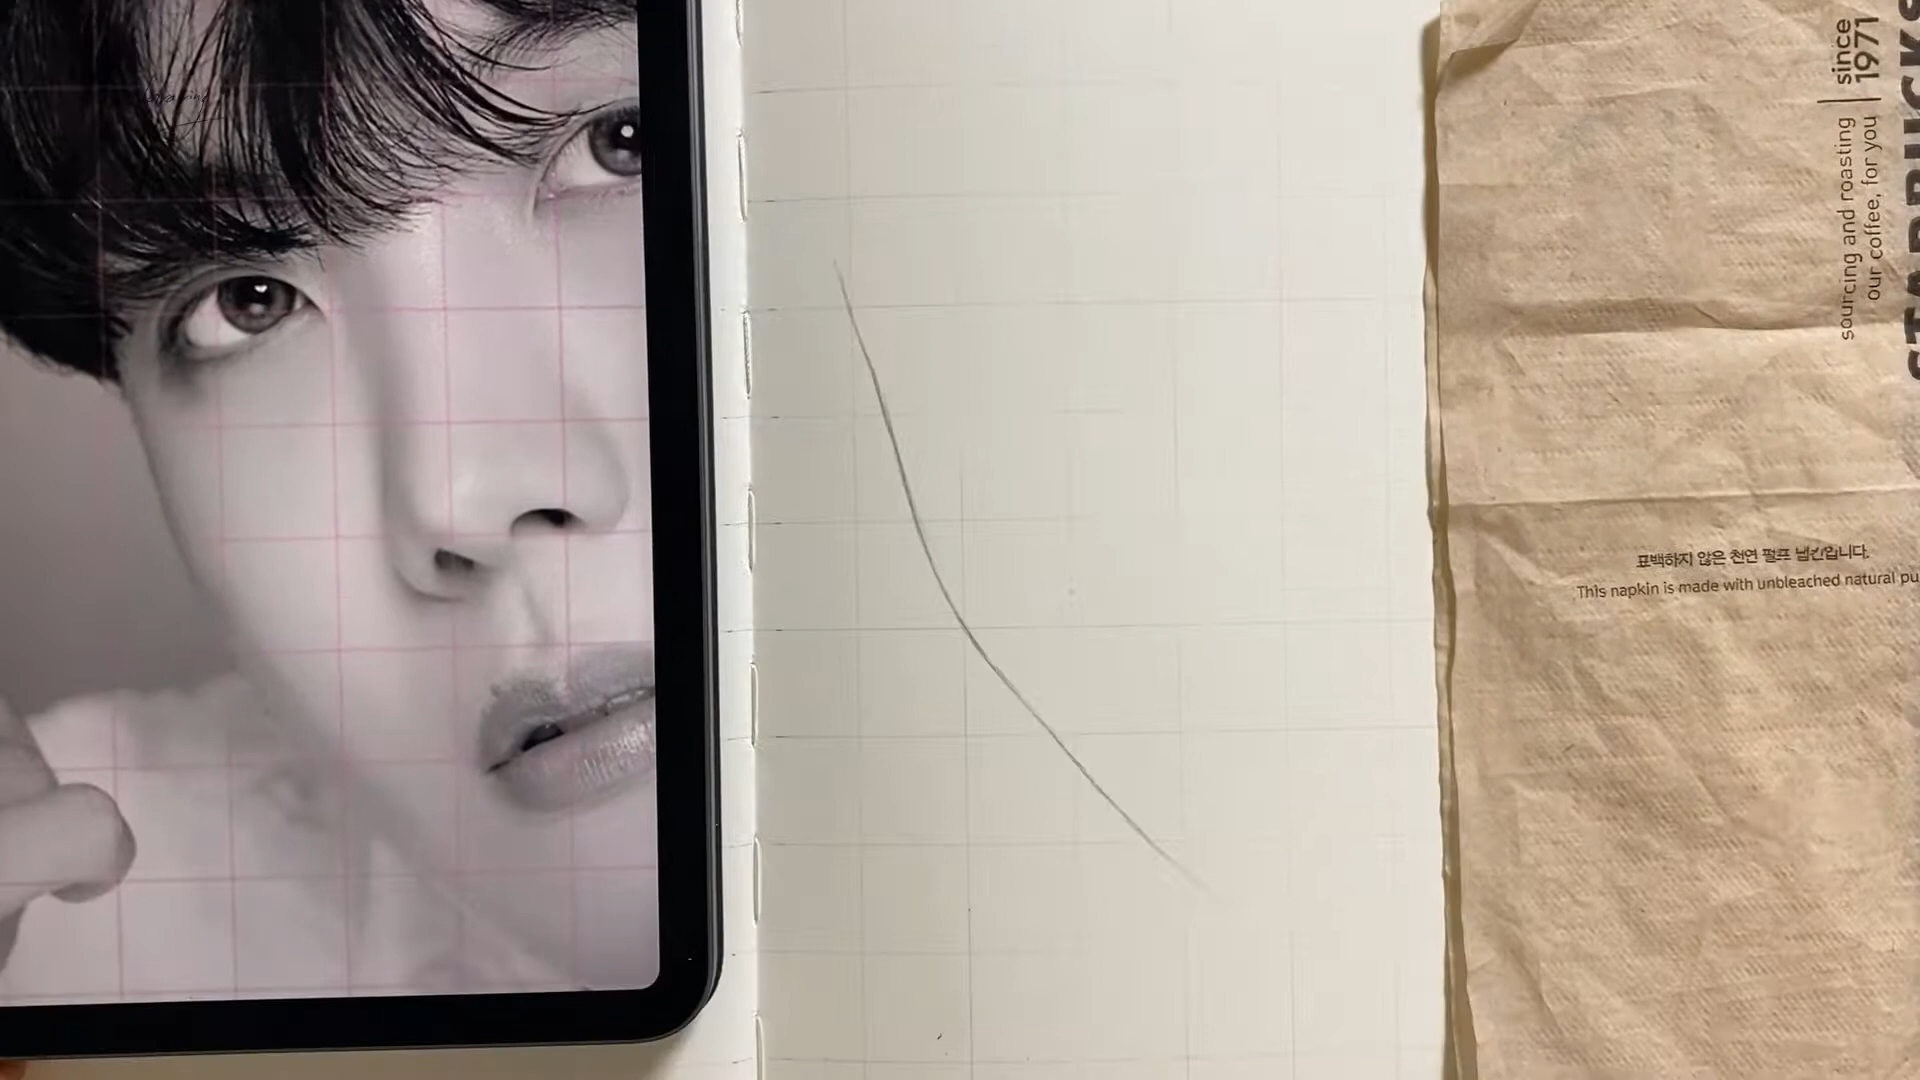 since
1971
sourcing and roasting
our coffee, for you
STARBUCKS
표백하지 않은 천연 펄프 냅킨입니다.
This napkin is made with unbleached natural pu